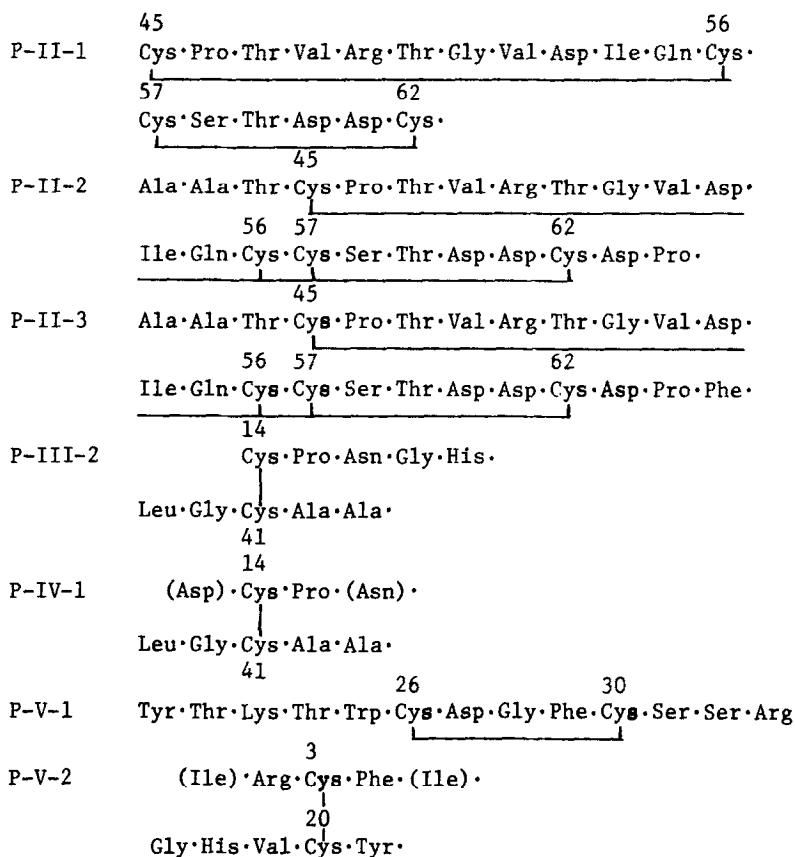 45 56
P-II-1 Cys·Pro·Thr·Val·Arg·Thr·Gly·Val·Asp·Ile·Gln·Cys·
57 62
Cys·Ser·Thr·Asp·Asp·Cys·
45
P-II-2 Ala·Ala·Thr·Cys·Pro·Thr·Val·Arg·Thr·Gly·Val·Asp·
56 57 62
Ile·Gln·Cys·Cys·Ser·Thr·Asp·Asp·Cys·Asp·Pro·
45
P-II-3 Ala·Ala·Thr·Cys·Pro·Thr·Val·Arg·Thr·Gly·Val·Asp·
56 57 62
Ile·Gln·Cys·Cys·Ser·Thr·Asp·Asp·Cys·Asp·Pro·Phe·
14
P-III-2 Cys·Pro·Asn·Gly·His·
Leu·Gly·Cys·Ala·Ala·
41
14
P-IV-1 (Asp)·Cys·Pro·(Asn)·
Leu·Gly·Cys·Ala·Ala·
41
26 30
P-V-1 Tyr·Thr·Lys·Thr·Trp·Cys·Asp·Gly·Phe·Cys·Ser·Ser·Arg
3
P-V-2 (Ile)·Arg·Cys·Phe·(Ile)·
20
Gly·His·Val·Cys·Tyr·